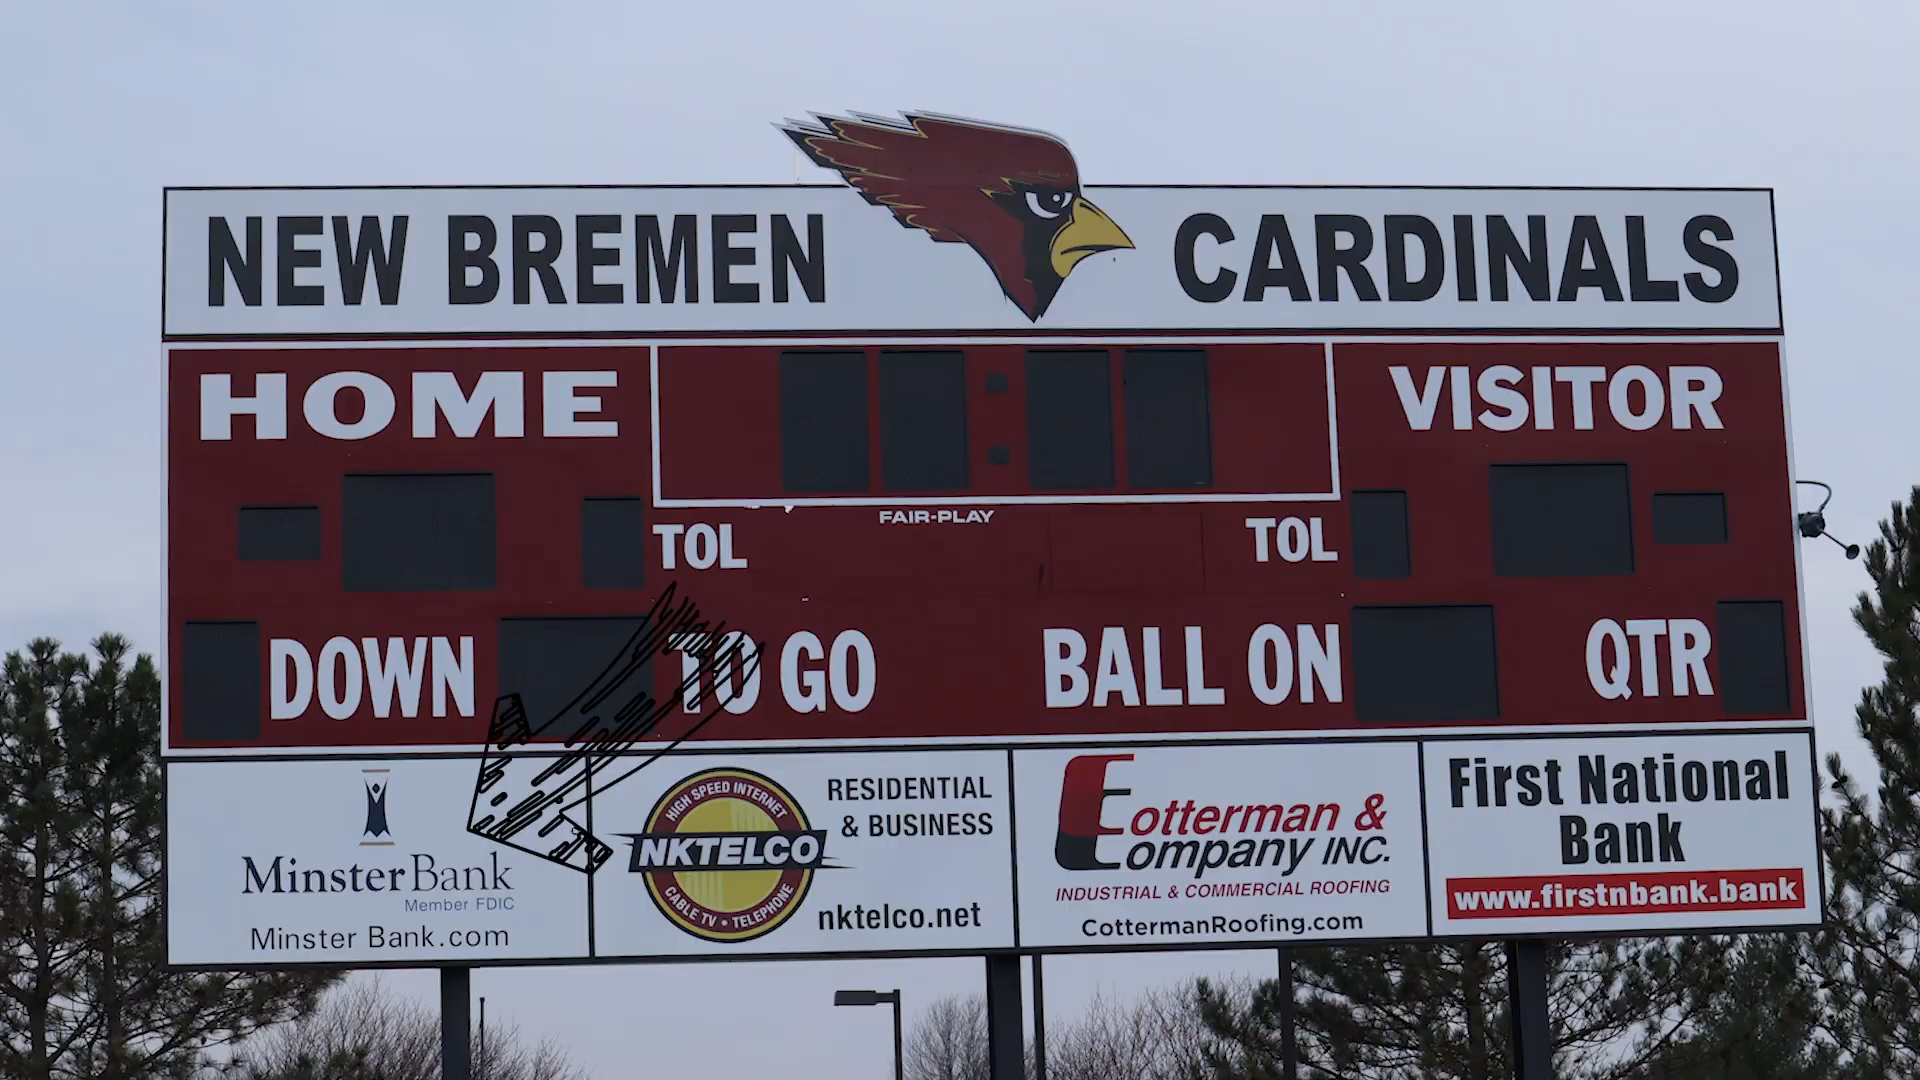 NEW BREMEN CARDINALS
HOME VISITOR
FAIR-PLAY
TOL TOL
DOWN TO GO BALL ON QTR
MinsterBank
Member FDIC
Minster Bank.com
HIGH SPEED INTERNET
NKTELCO
CABLE TV • TELEPHONE
RESIDENTIAL
& BUSINESS
nktelco.net
Cotterman &
Company INC.
INDUSTRIAL & COMMERCIAL ROOFING
CottermanRoofing.com
First National
Bank
www.firstnbank.bank